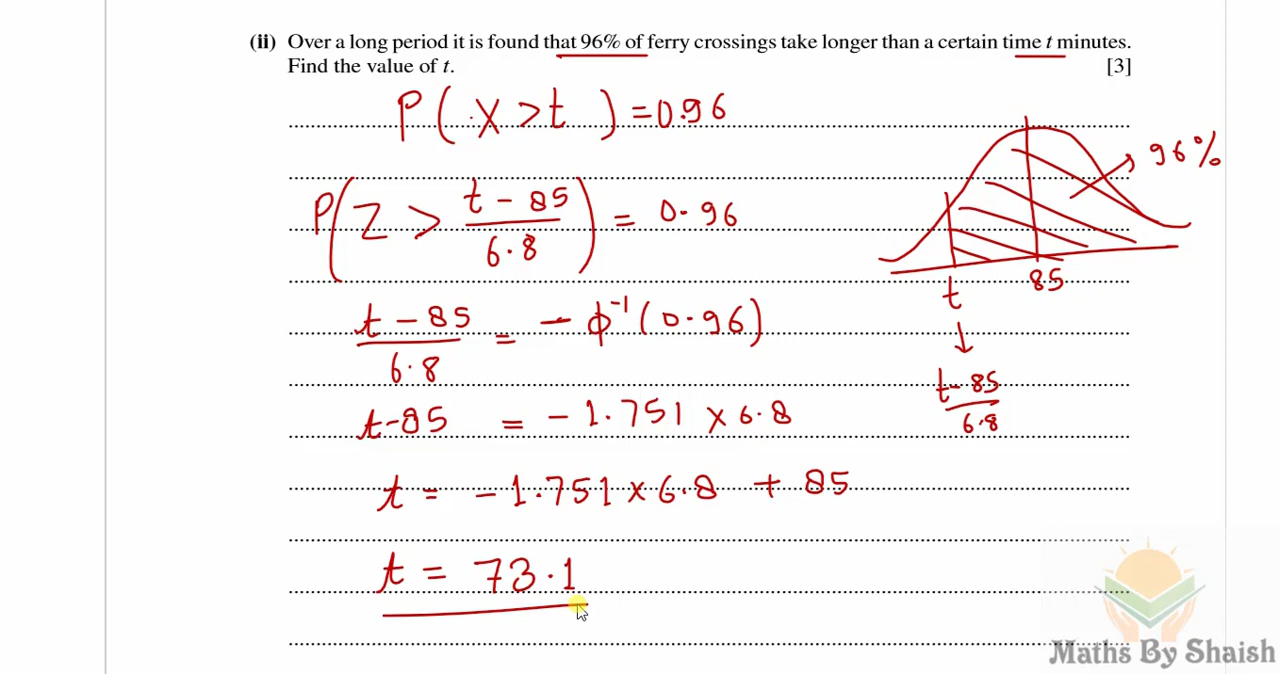 (ii) Over a long period it is found that 96% of ferry crossings take longer than a certain time t minutes.
Find the value of t. [3]
P( X > t ) = 0.96
96%
P( Z > t - 85 / 6.8 ) = 0.96
t 85
t - 85 / 6.8 = - φ⁻¹ (0.96)
t - 85 / 6.8
t - 85 = - 1.751 × 6.8
t = - 1.751 × 6.8 + 85
t = 73.1
Maths By Shaish